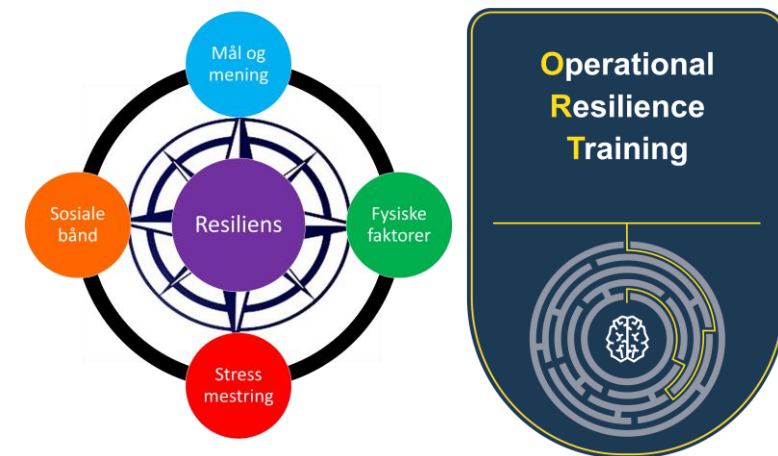 Mål og
mening
Sosiale
bånd
Resiliens
Fysiske
faktorer
Stress
mestring
Operational
Resilience
Training